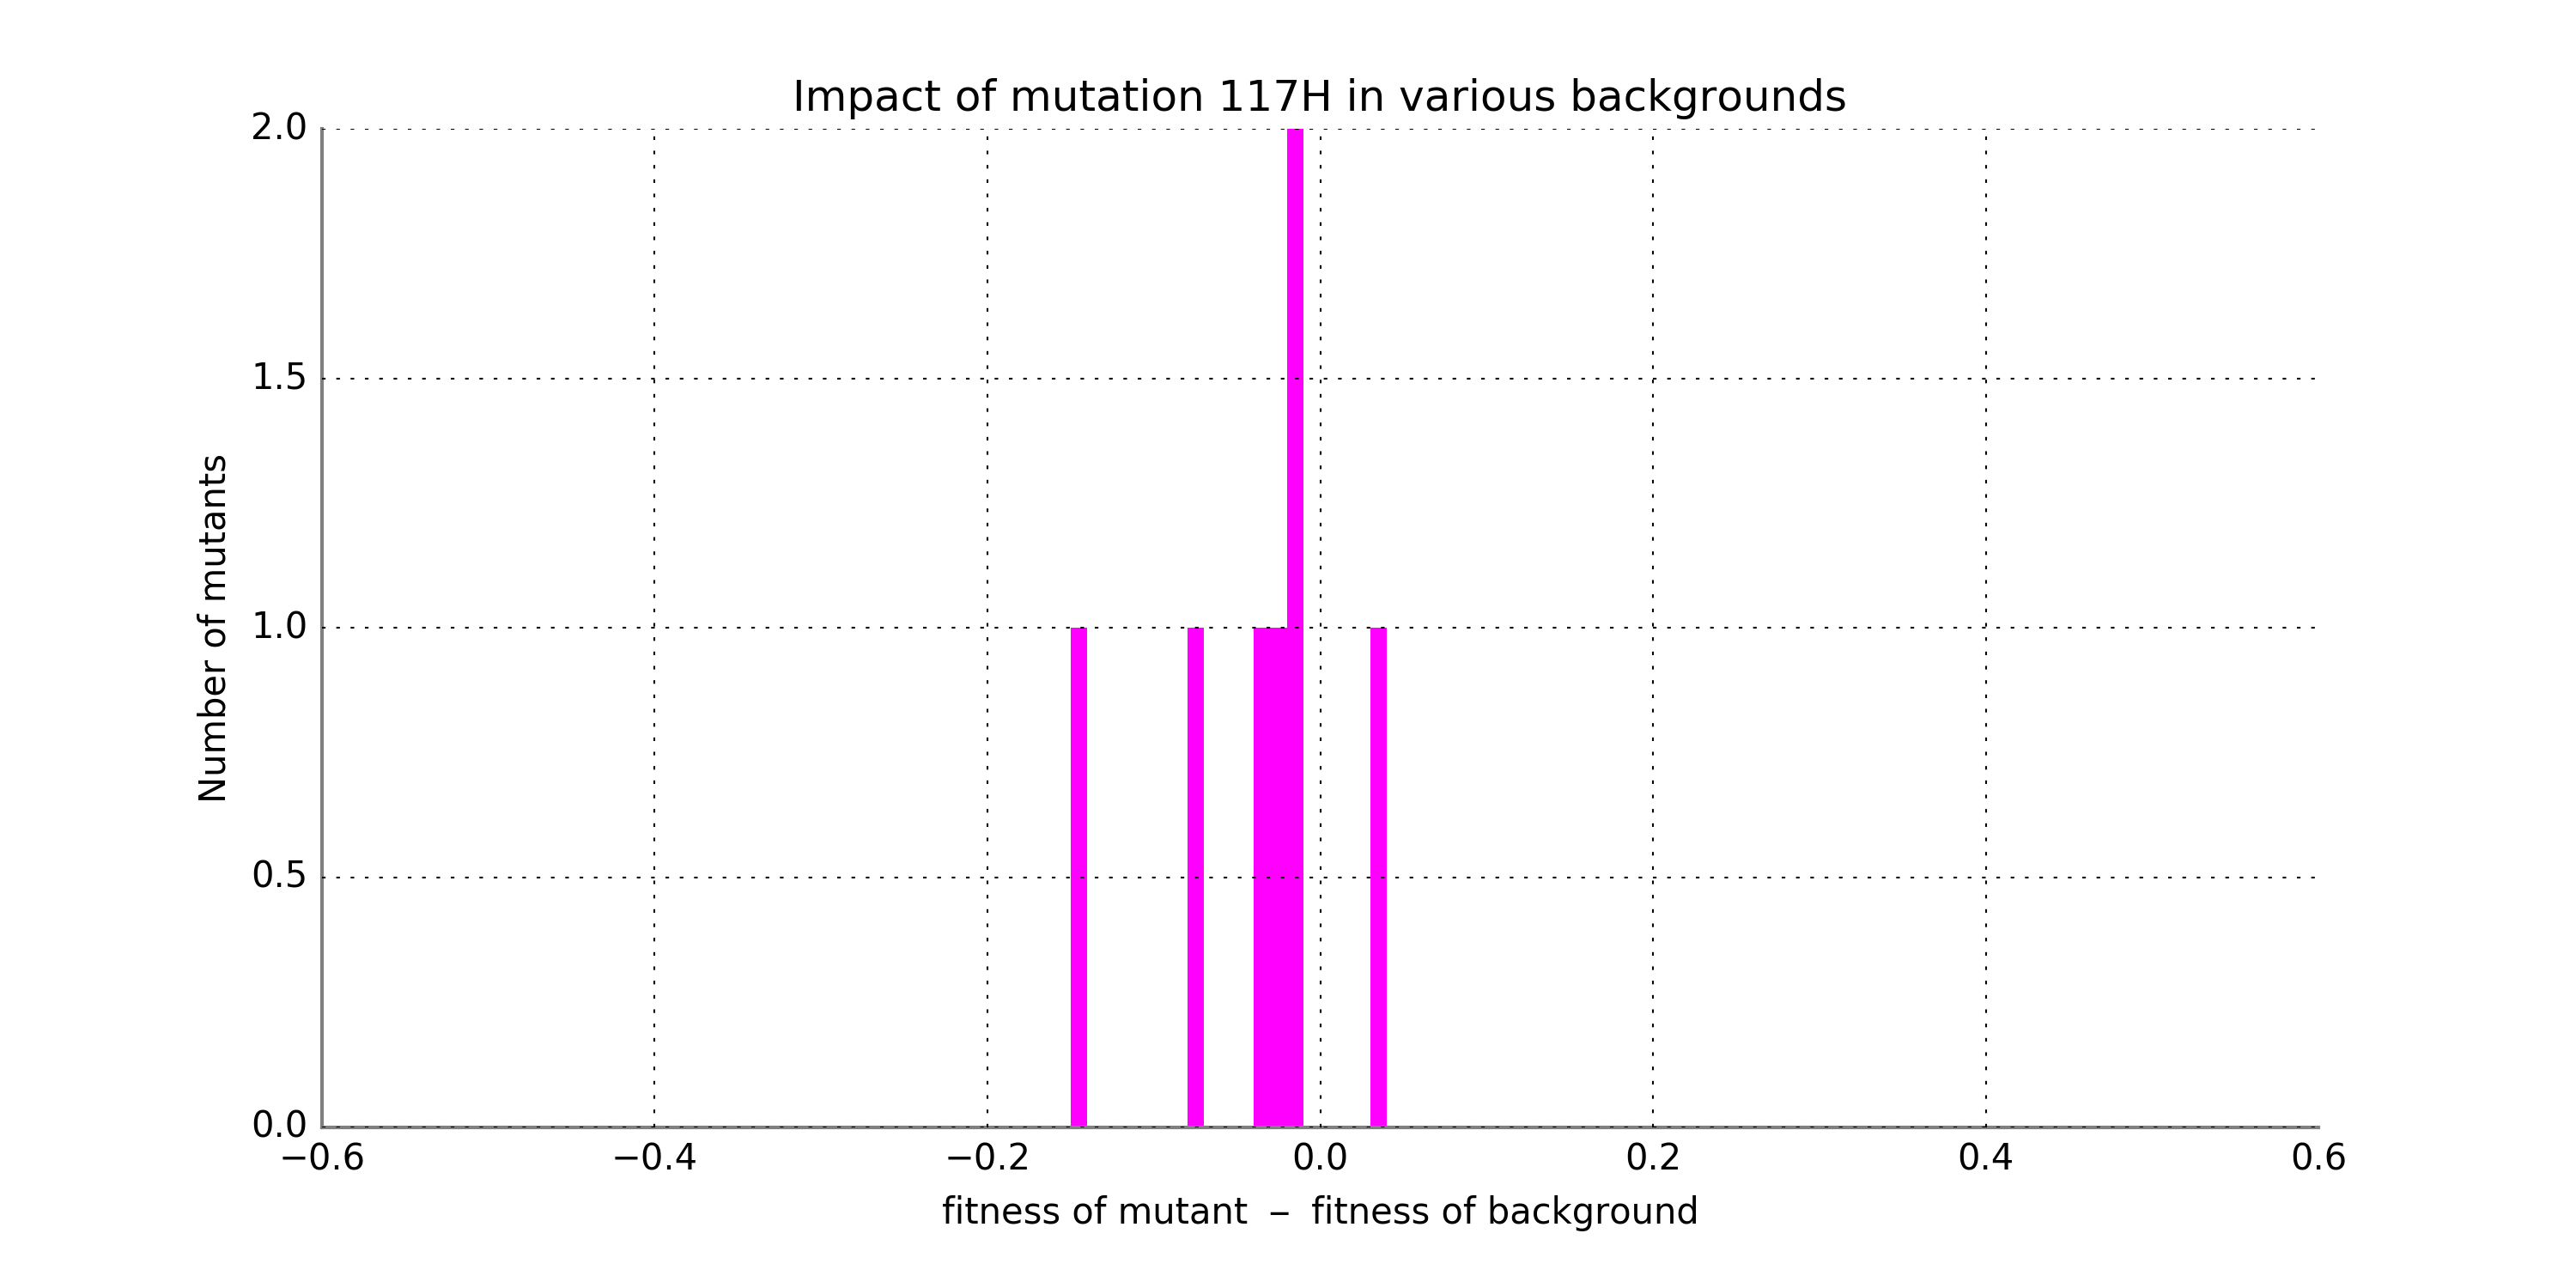 Impact of mutation 117H in various backgrounds
2.0
1.5
1.0
0.5
0.0
Number of mutants
−0.6 −0.4 −0.2 0.0 0.2 0.4 0.6
fitness of mutant − fitness of background